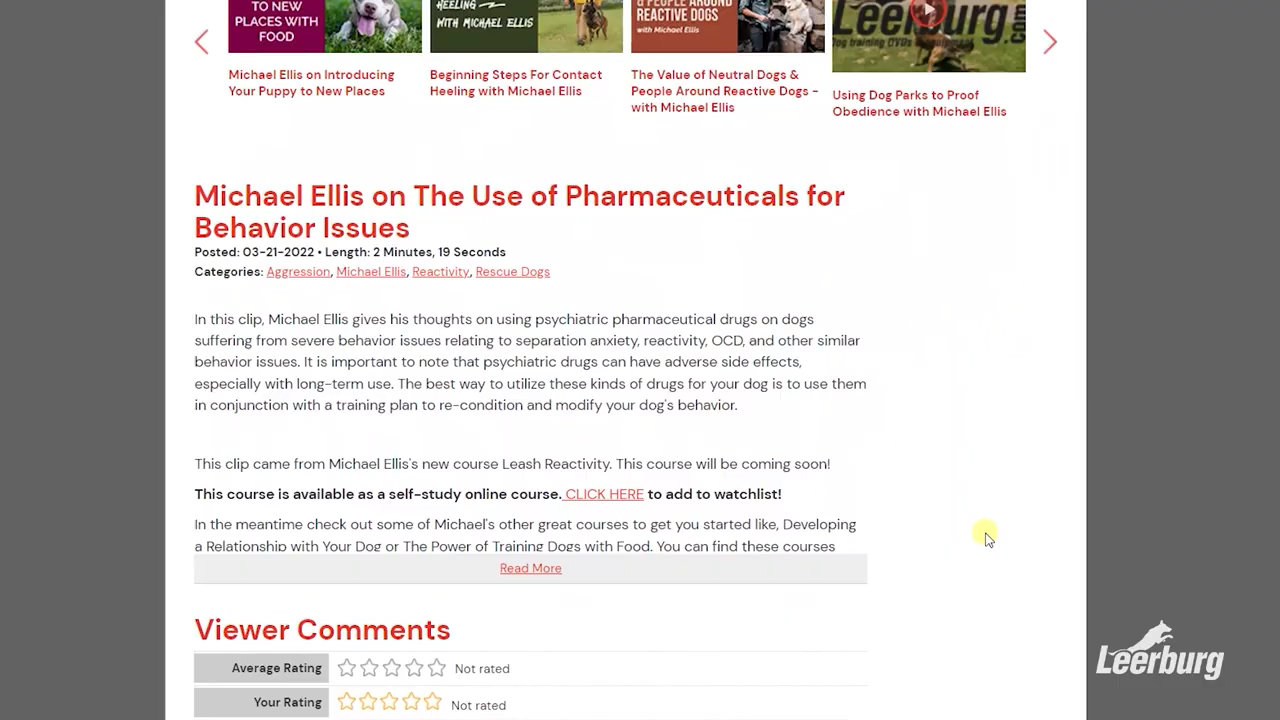 TO NEW
PLACES WITH
FOOD
HEELING
WITH MICHAEL ELLIS
& PEOPLE AROUND
REACTIVE DOGS
with Michael Ellis
Leerburg.com
Dog training DVDs & equipment
Michael Ellis on Introducing
Your Puppy to New Places
Beginning Steps For Contact
Heeling with Michael Ellis
The Value of Neutral Dogs &
People Around Reactive Dogs -
with Michael Ellis
Using Dog Parks to Proof
Obedience with Michael Ellis
Michael Ellis on The Use of Pharmaceuticals for
Behavior Issues
Posted: 03-21-2022 • Length: 2 Minutes, 19 Seconds
Categories: Aggression, Michael Ellis, Reactivity, Rescue Dogs
In this clip, Michael Ellis gives his thoughts on using psychiatric pharmaceutical drugs on dogs
suffering from severe behavior issues relating to separation anxiety, reactivity, OCD, and other similar
behavior issues. It is important to note that psychiatric drugs can have adverse side effects,
especially with long-term use. The best way to utilize these kinds of drugs for your dog is to use them
in conjunction with a training plan to re-condition and modify your dog's behavior.
This clip came from Michael Ellis's new course Leash Reactivity. This course will be coming soon!
This course is available as a self-study online course. CLICK HERE to add to watchlist!
In the meantime check out some of Michael's other great courses to get you started like, Developing
a Relationship with Your Dog or The Power of Training Dogs with Food. You can find these courses
Read More
Viewer Comments
Average Rating Not rated
Your Rating Not rated
Leerburg